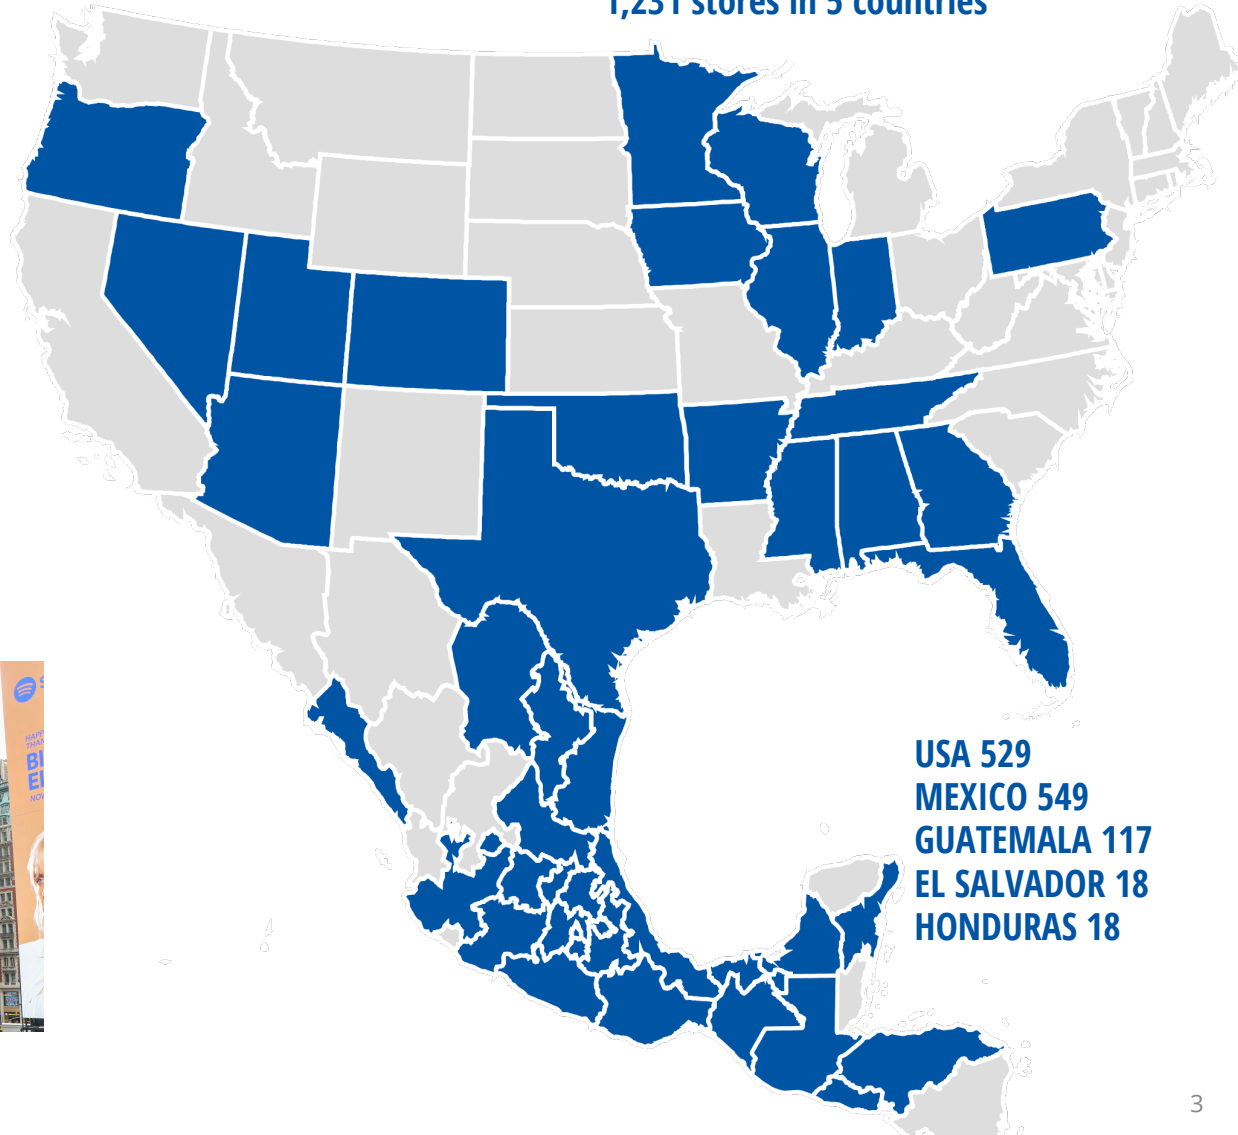 1,231 stores in 5 countries
USA 529
MEXICO 549
GUATEMALA 117
EL SALVADOR 18
HONDURAS 18
3